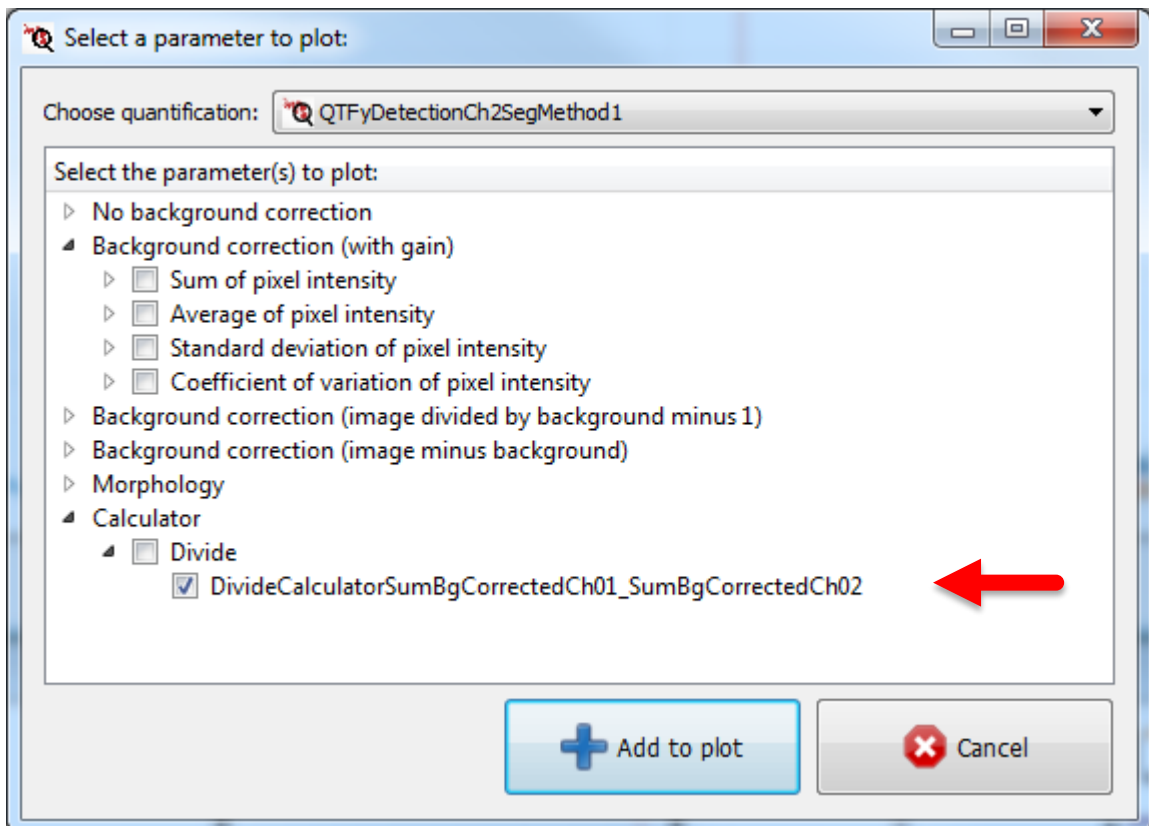 Select a parameter to plot:
Choose quantification: QTFyDetectionCh2SegMethod1
Select the parameter(s) to plot:
No background correction
Background correction (with gain)
Sum of pixel intensity
Average of pixel intensity
Standard deviation of pixel intensity
Coefficient of variation of pixel intensity
Background correction (image divided by background minus 1)
Background correction (image minus background)
Morphology
Calculator
Divide
DivideCalculatorSumBgCorrectedCh01_SumBgCorrectedCh02
Add to plot Cancel